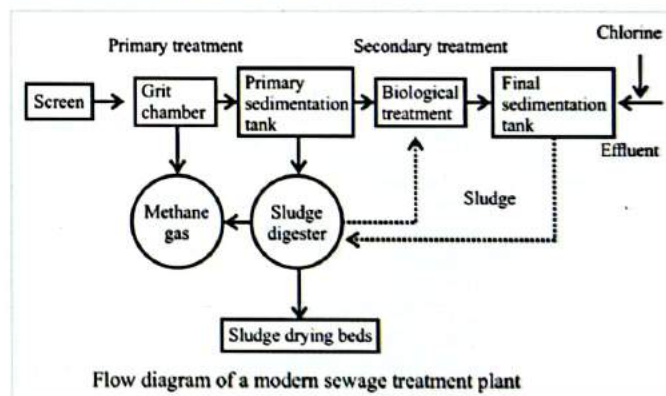 Primary treatment
Secondary treatment
Chlorine
Screen
Grit
chamber
Primary
sedimentation
tank
Biological
treatment
Final
sedimentation
tank
Effluent
Methane
gas
Sludge
digester
Sludge
Sludge drying beds
Flow diagram of a modern sewage treatment plant